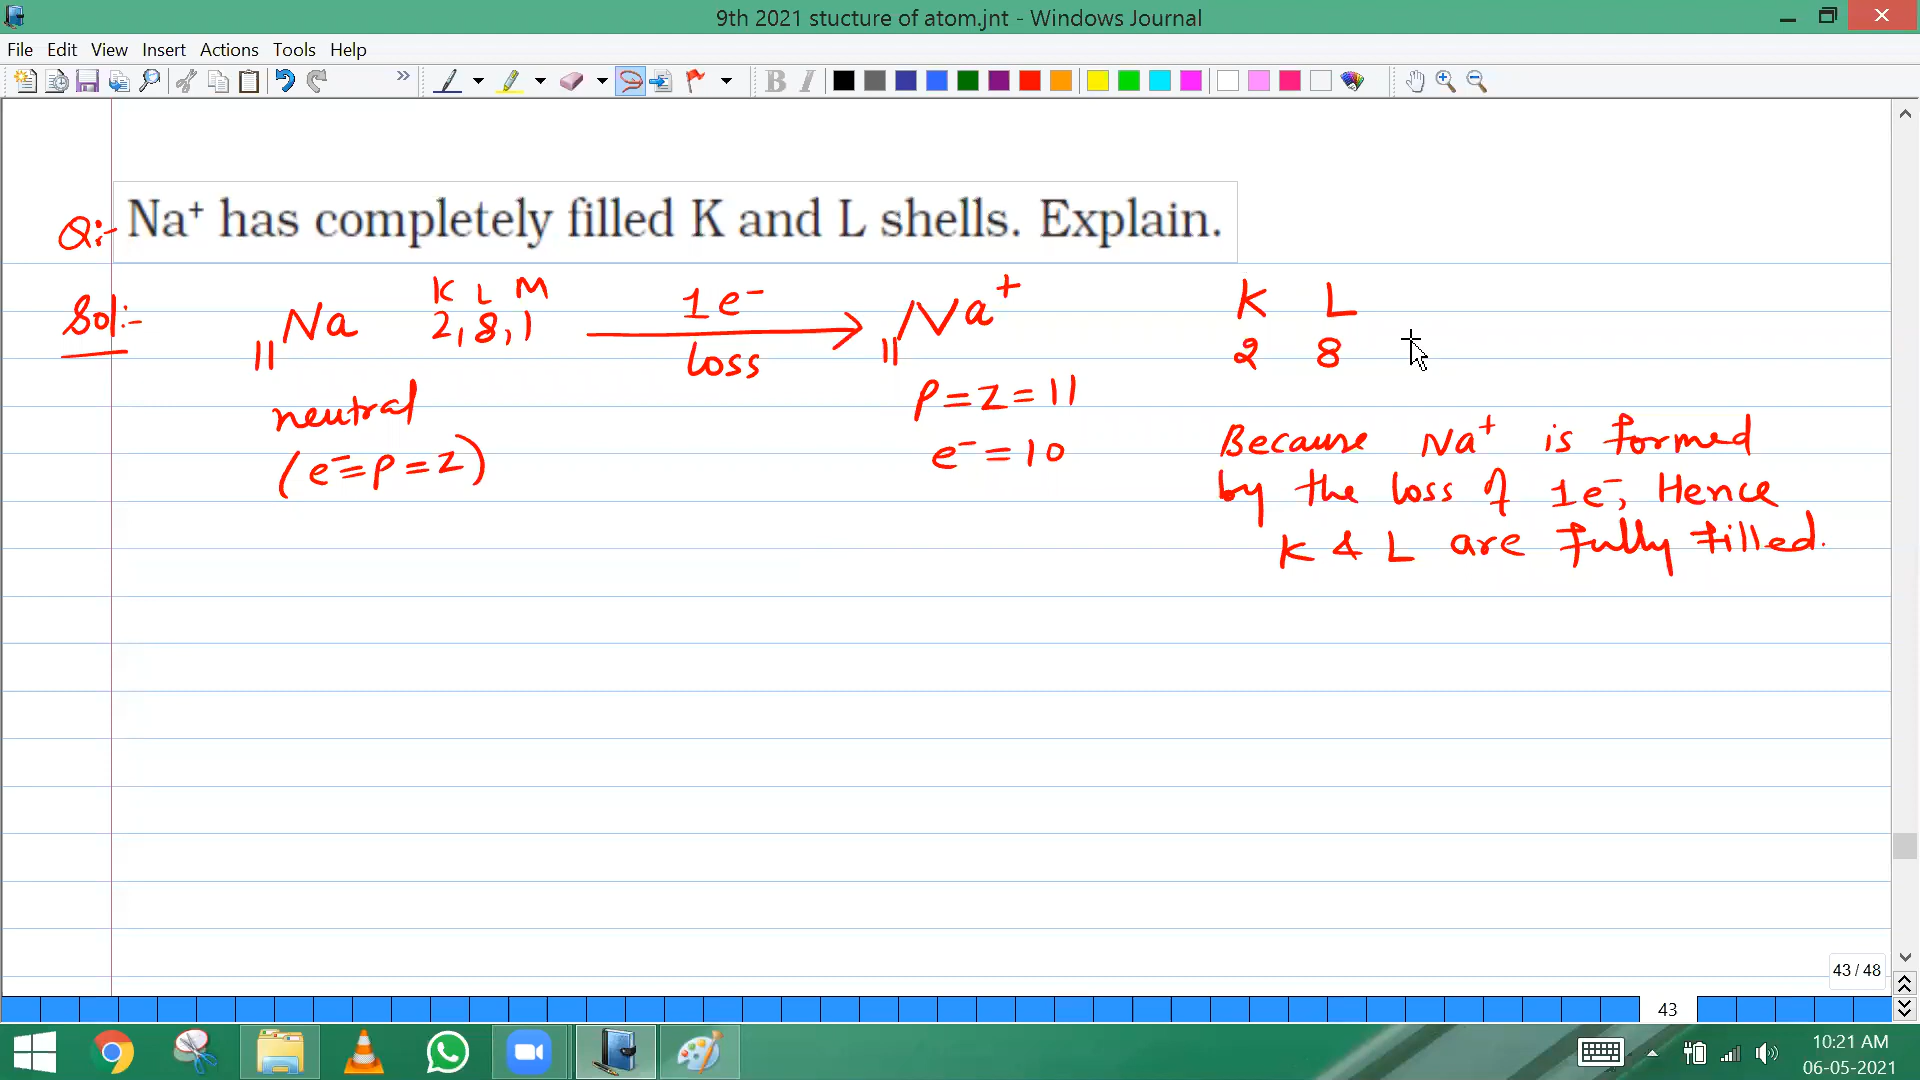 9th 2021 stucture of atom.jnt - Windows Journal
File Edit View Insert Actions Tools Help
Q:- Na⁺ has completely filled K and L shells. Explain.
Sol:-
K L M
₁₁Na 2, 8, 1
neutral
(e⁻=p=z)
1e⁻
loss
₁₁Na⁺
p=z=11
e⁻=10
K L
2 8
Because Na⁺ is formed
by the loss of 1e⁻, Hence
K & L are fully filled.
43 / 48
43
10:21 AM
06-05-2021